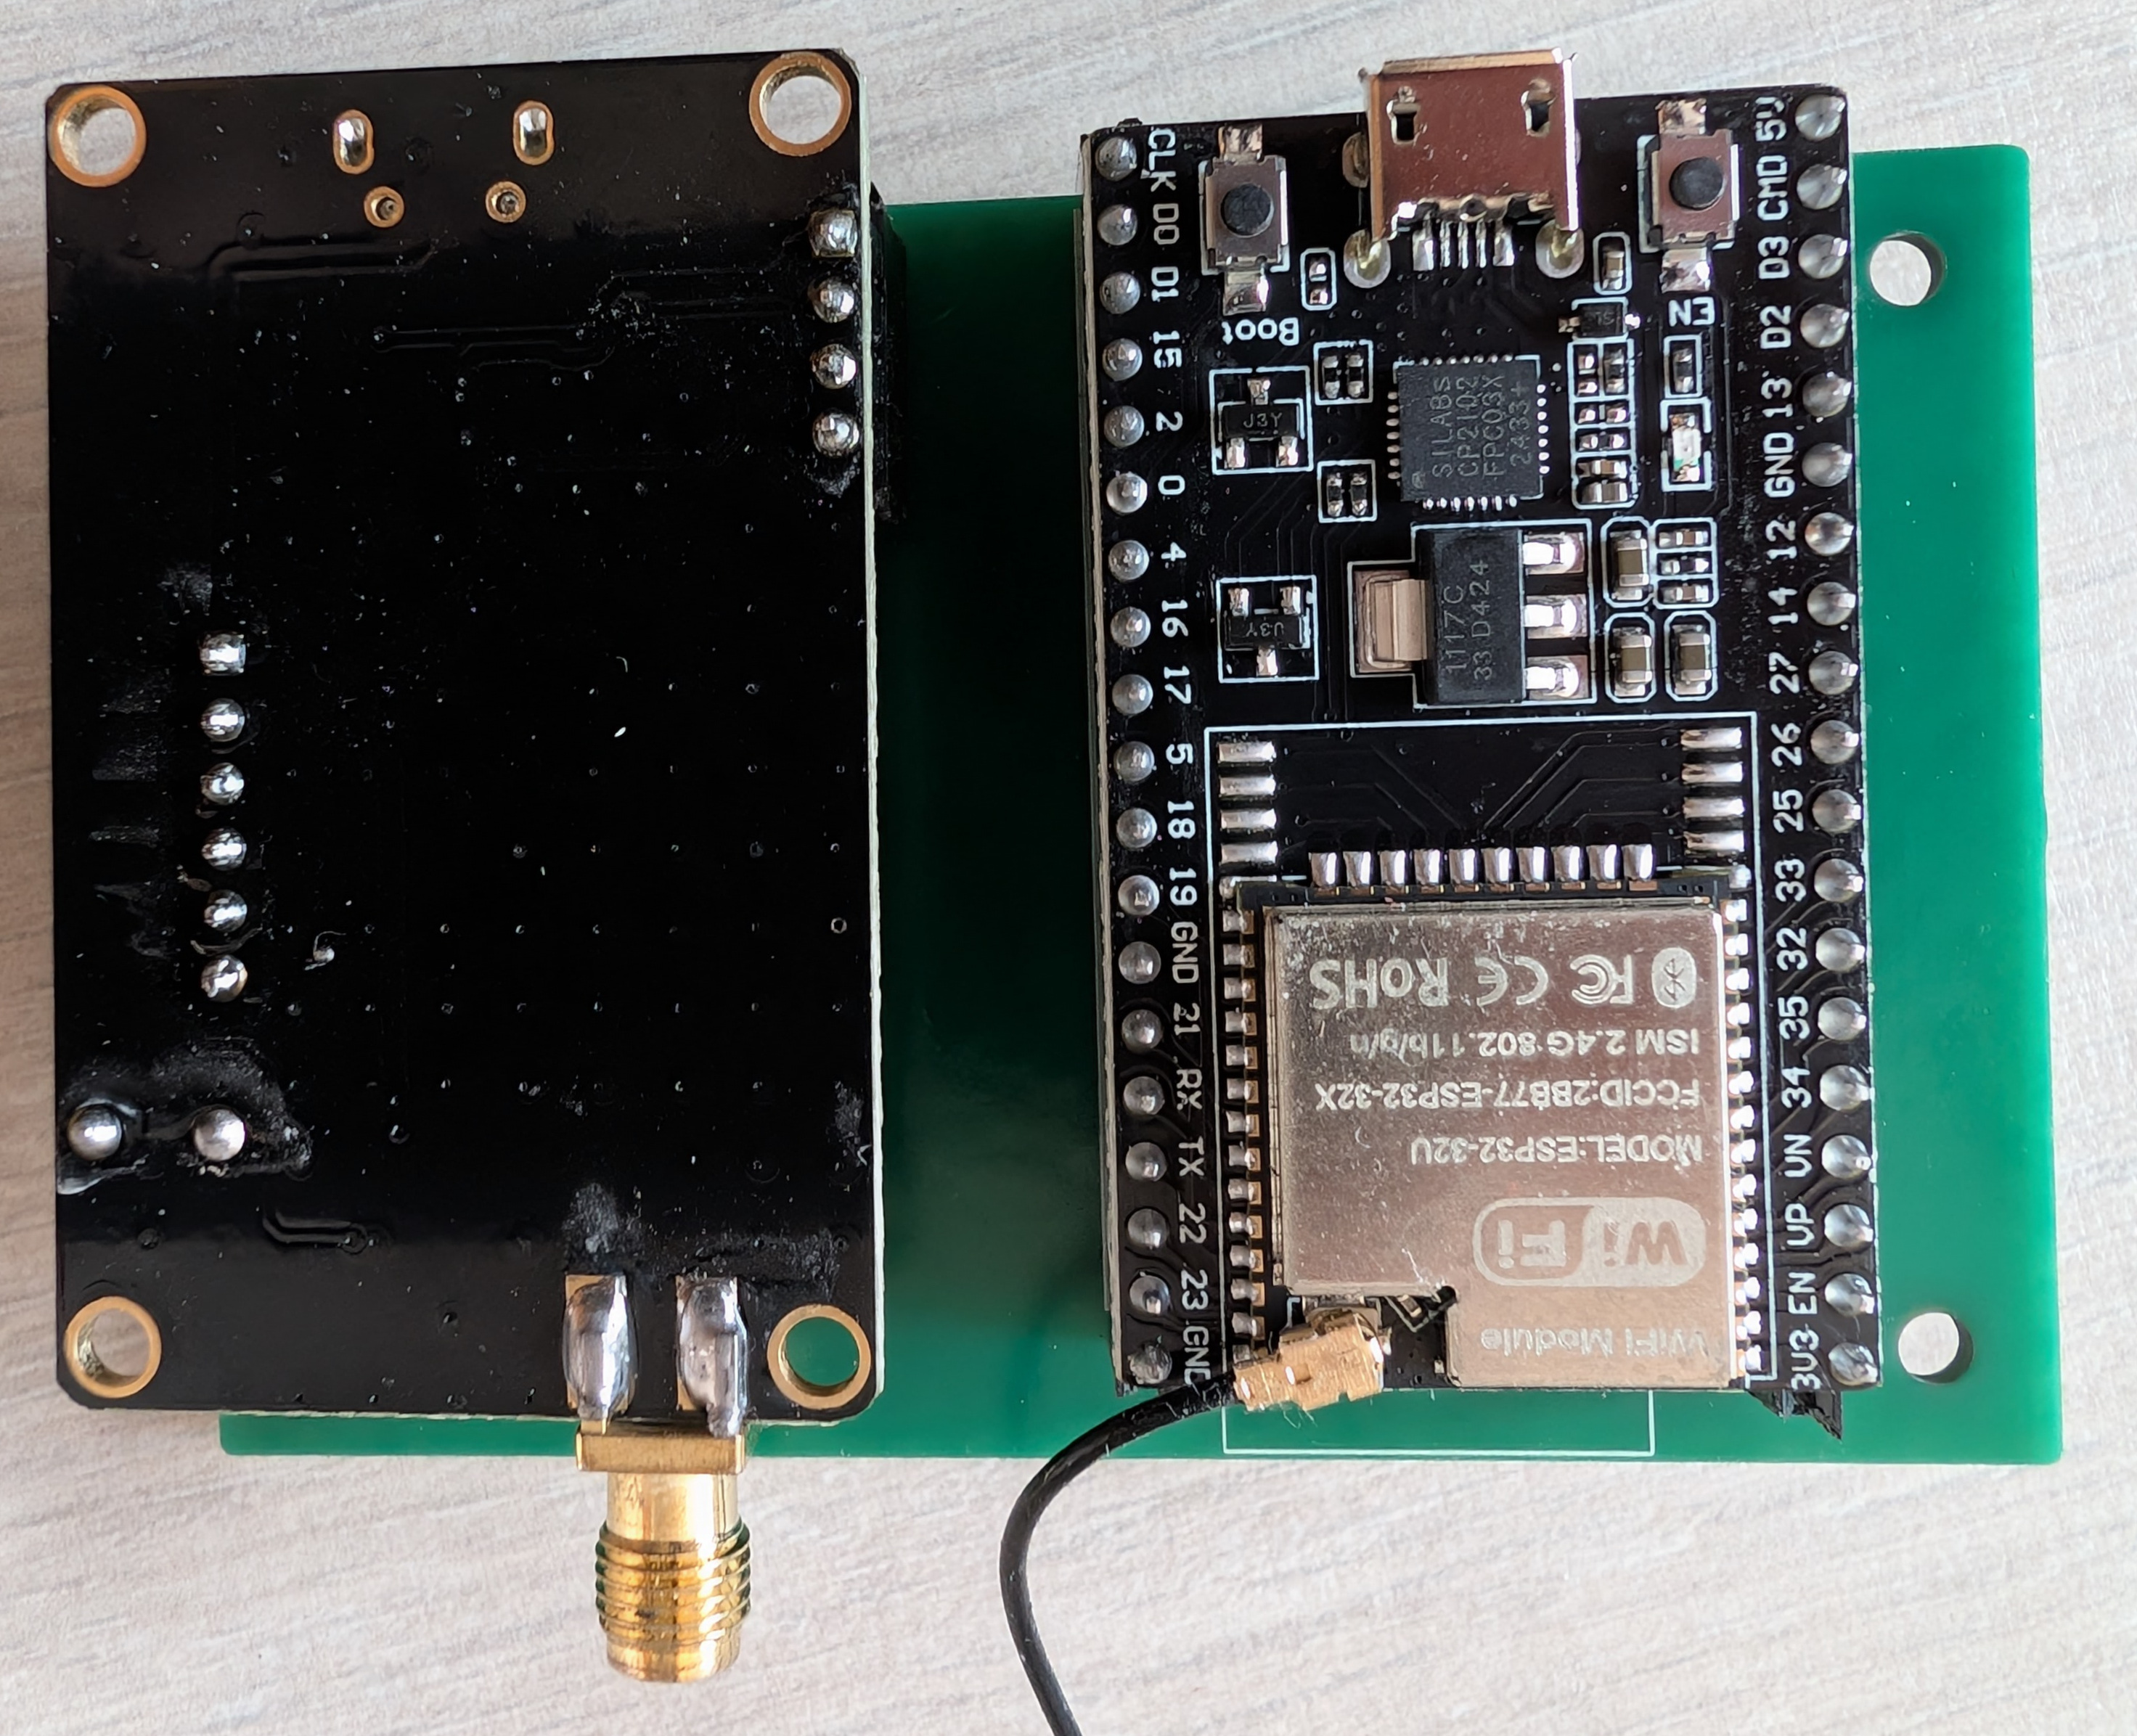 CLK
D0
D1
15
2
0
4
16
17
5
18
19
GND
21
RX
TX
22
23
GND
Boot
EN
J3Y
SILABS
CP2102
FPC03X
2433+
1117C
33 D424
J3Y
WiFi Module
WiFi
MODEL:ESP32-32U
FCCID:2BB77-ESP32-32X
ISM 2.4G 802.11b/g/n
FC CE RoHS
5V
CMD
D3
D2
13
GND
12
14
27
26
25
33
32
35
34
VN
VP
EN
3V3